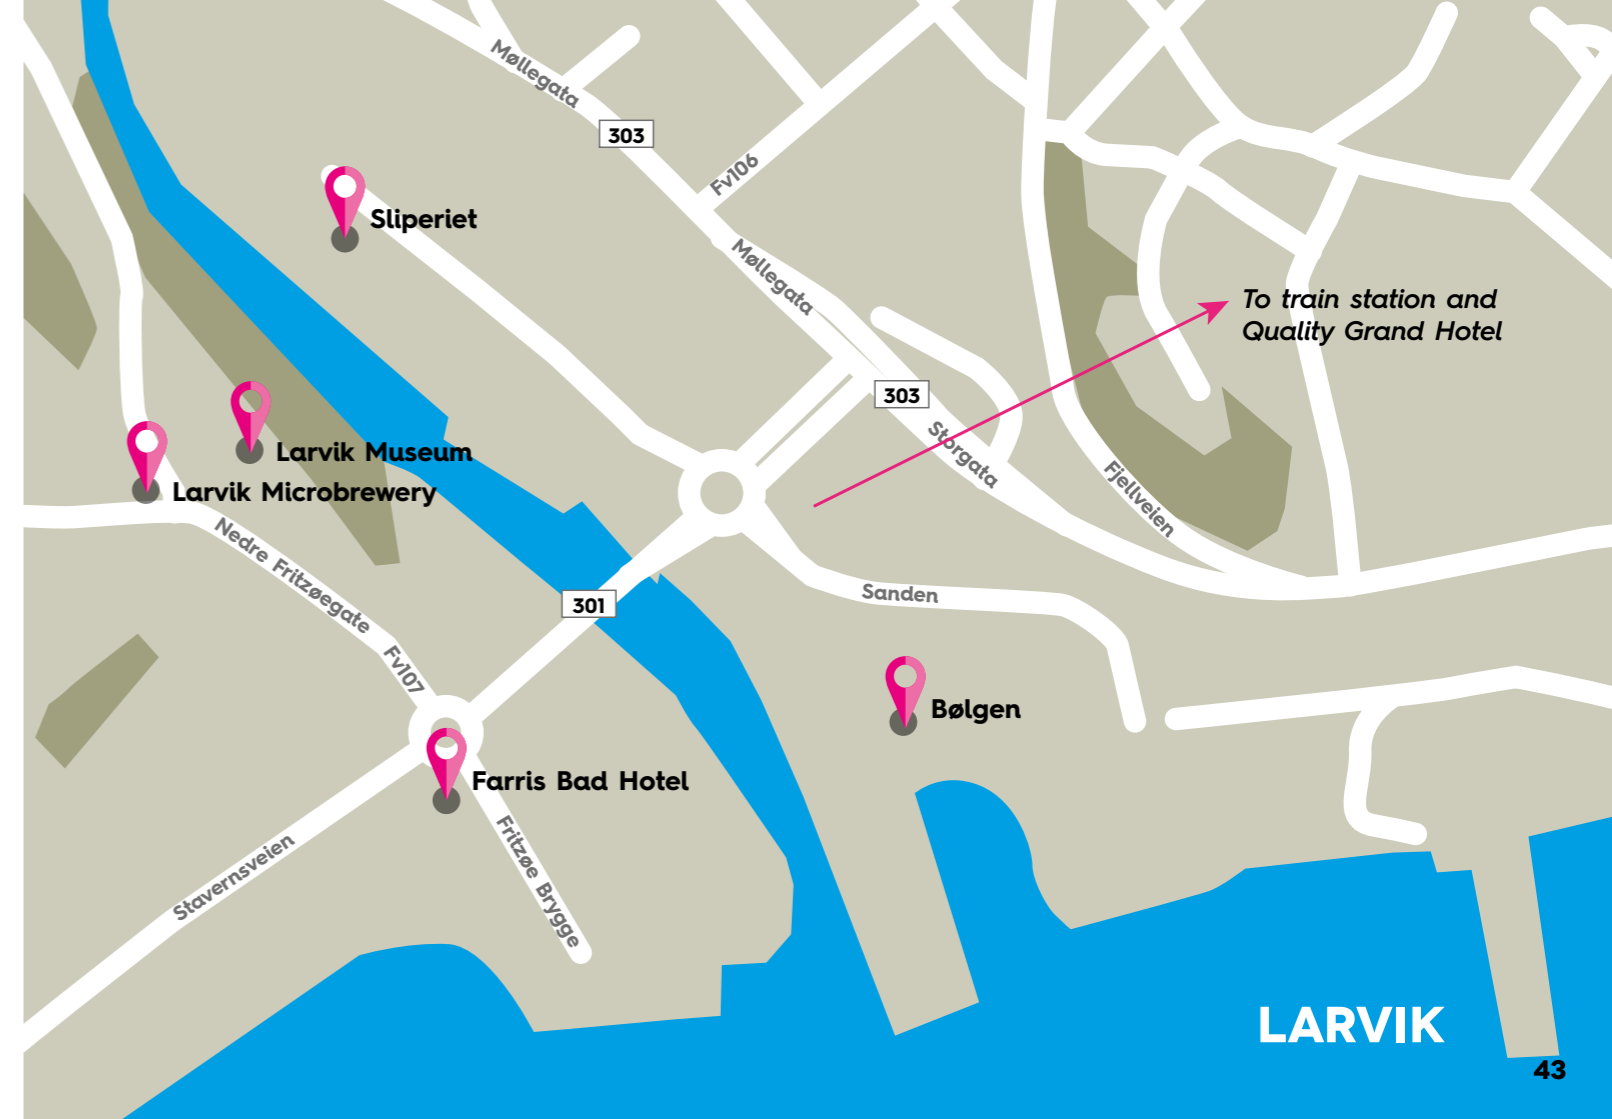 Møllegata
303
Fv106
Sliperiet
Møllegata
To train station and
Quality Grand Hotel
303
Storgata
Larvik Museum
Larvik Microbrewery
Fjellveien
Nedre Fritzøegate
Sanden
301
Fv107
Bølgen
Farris Bad Hotel
Stavernsveien
Fritzøe Brygge
LARVIK
43